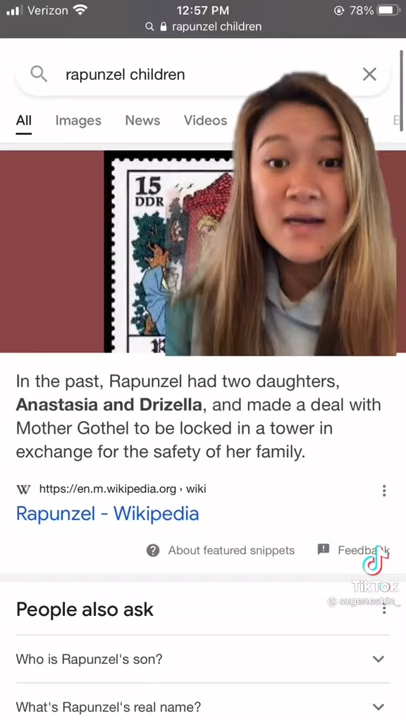 Verizon 12:57 PM 78%
rapunzel children
rapunzel children
All Images News Videos
15
DDR
In the past, Rapunzel had two daughters,
Anastasia and Drizella, and made a deal with
Mother Gothel to be locked in a tower in
exchange for the safety of her family.
W https://en.m.wikipedia.org › wiki
Rapunzel - Wikipedia
About featured snippets Feedback
TikTok
People also ask
Who is Rapunzel's son?
What's Rapunzel's real name?